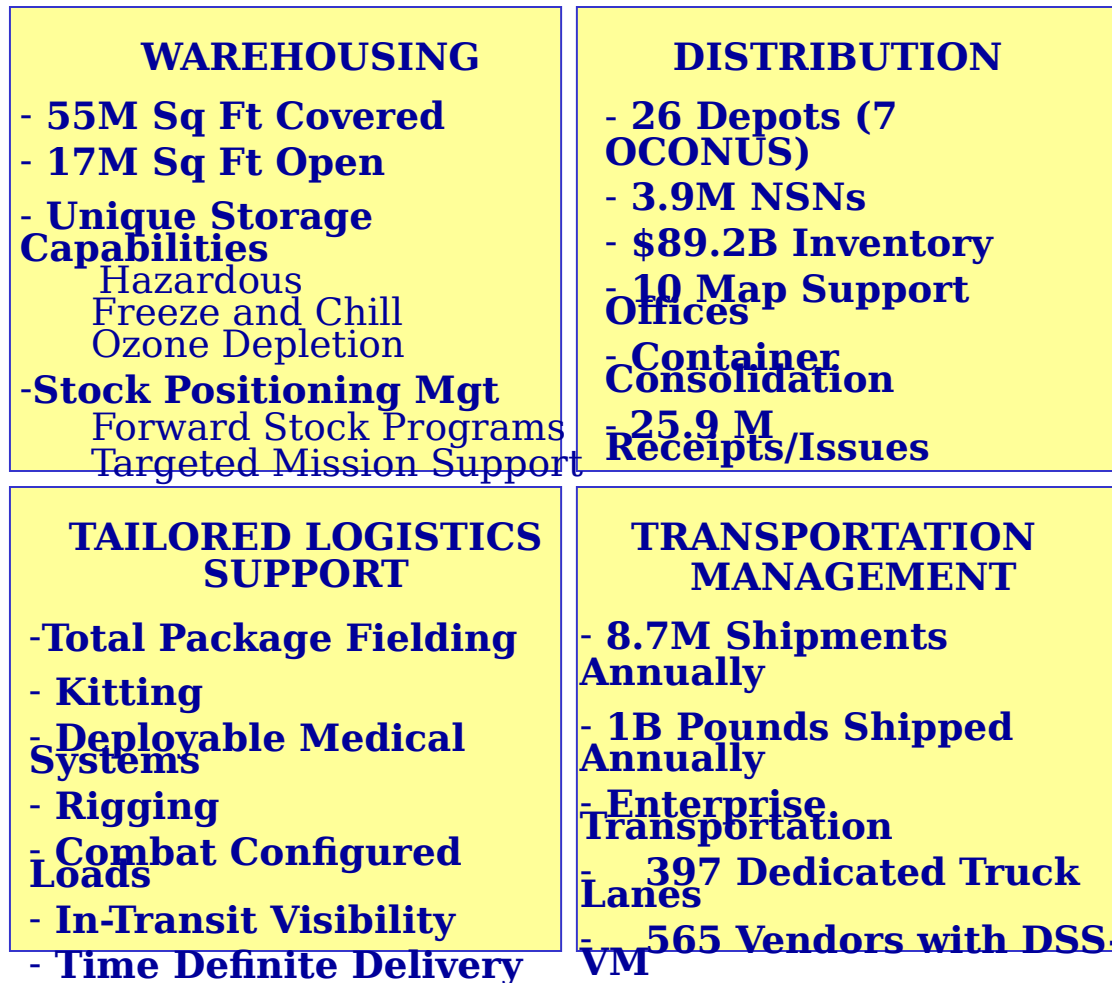 WAREHOUSING
- 55M Sq Ft Covered
- 17M Sq Ft Open
- Unique Storage
Capabilities
Hazardous
Freeze and Chill
Ozone Depletion
-Stock Positioning Mgt
Forward Stock Programs
Targeted Mission Support
DISTRIBUTION
- 26 Depots (7
OCONUS)
- 3.9M NSNs
- $89.2B Inventory
- 10 Map Support
Offices
- Container
Consolidation
- 25.9 M
Receipts/Issues
TAILORED LOGISTICS
SUPPORT
-Total Package Fielding
- Kitting
- Deployable Medical
Systems
- Rigging
- Combat Configured
Loads
- In-Transit Visibility
- Time Definite Delivery
TRANSPORTATION
MANAGEMENT
- 8.7M Shipments
Annually
- 1B Pounds Shipped
Annually
- Enterprise
Transportation
- 397 Dedicated Truck
Lanes
- 565 Vendors with DSS-
VM